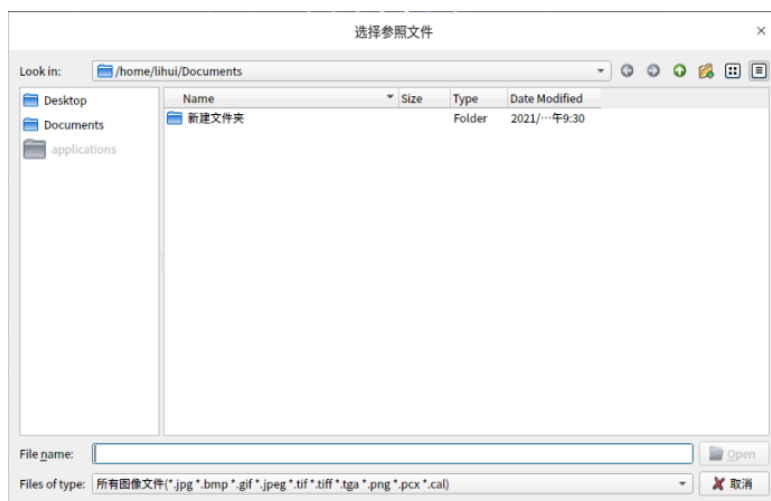 选择参照文件
Look in: /home/lihui/Documents
Desktop
Documents
applications
Name Size Type Date Modified
新建文件夹 Folder 2021/…午9:30
File name: Open
Files of type: 所有图像文件(*.jpg *.bmp *.gif *.jpeg *.tif *.tiff *.tga *.png *.pcx *.cal) 取消